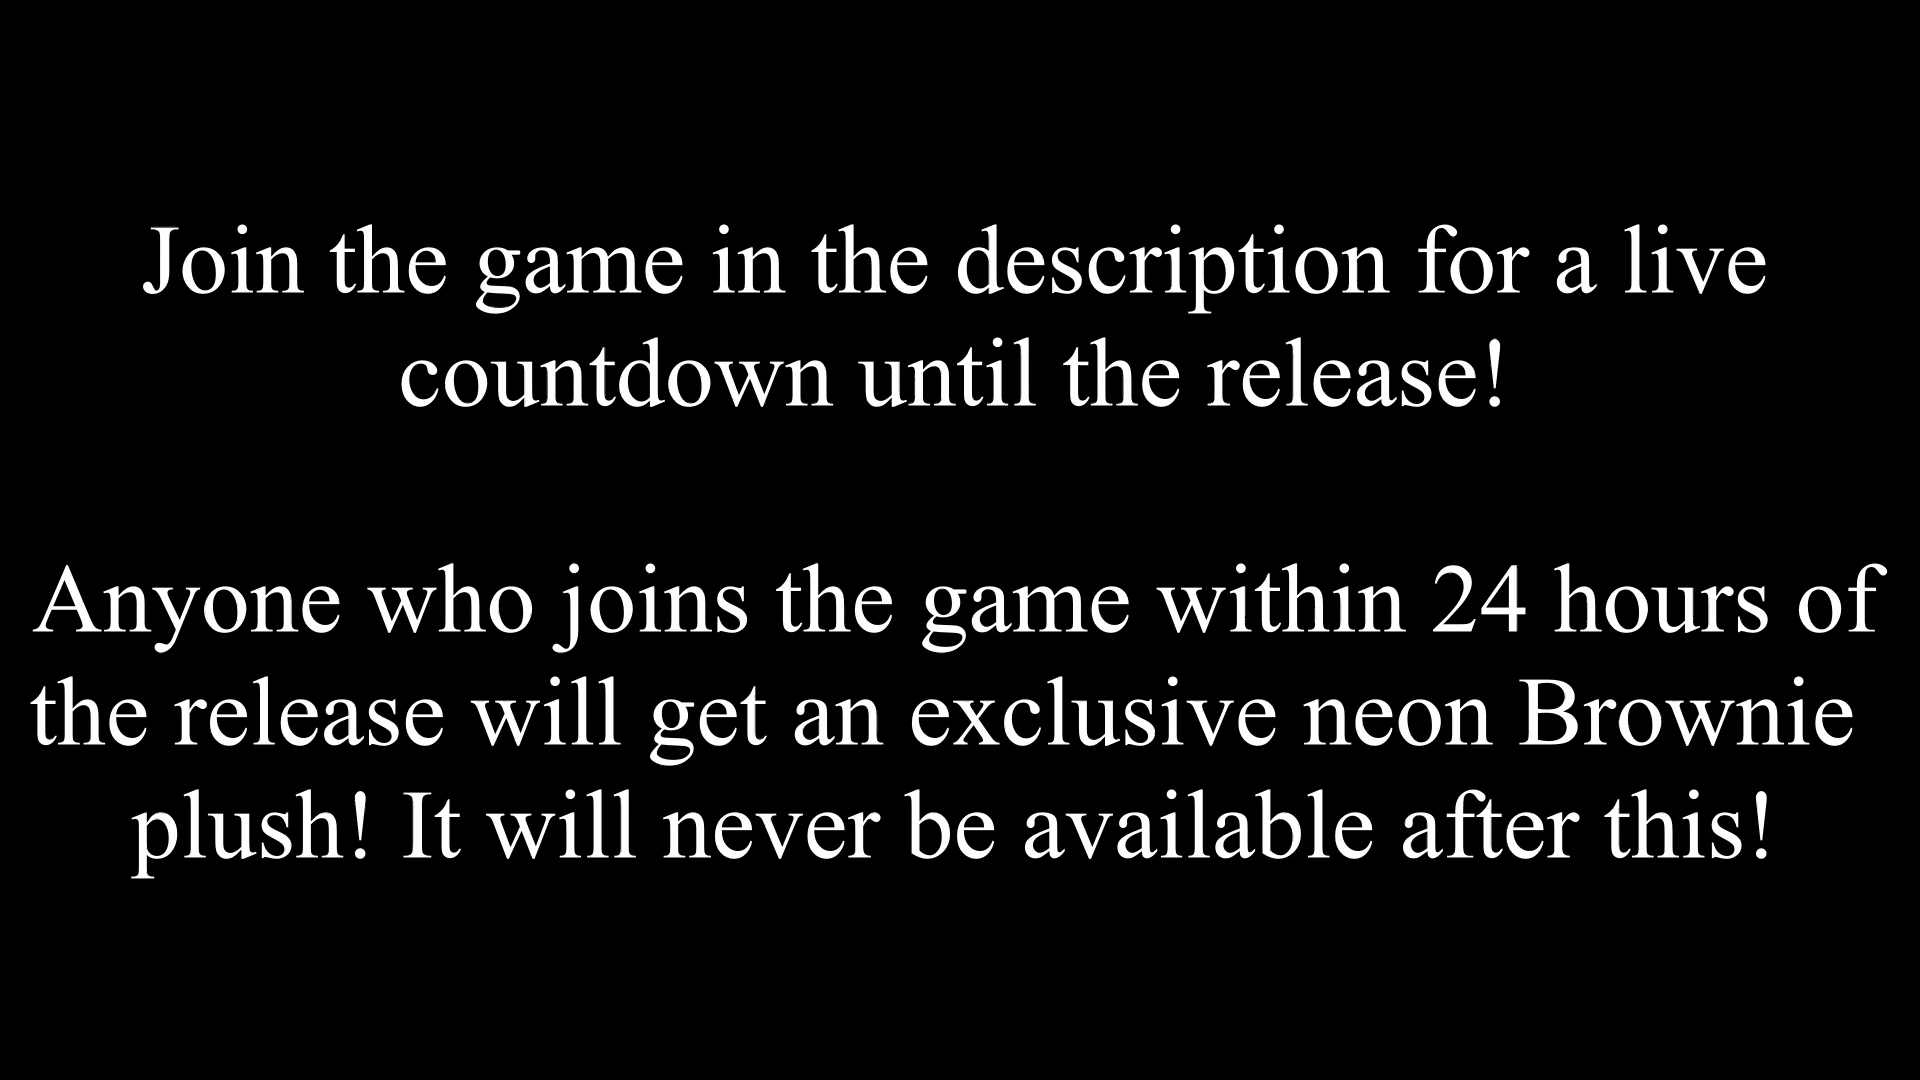 Join the game in the description for a live
countdown until the release!
Anyone who joins the game within 24 hours of
the release will get an exclusive neon Brownie
plush! It will never be available after this!